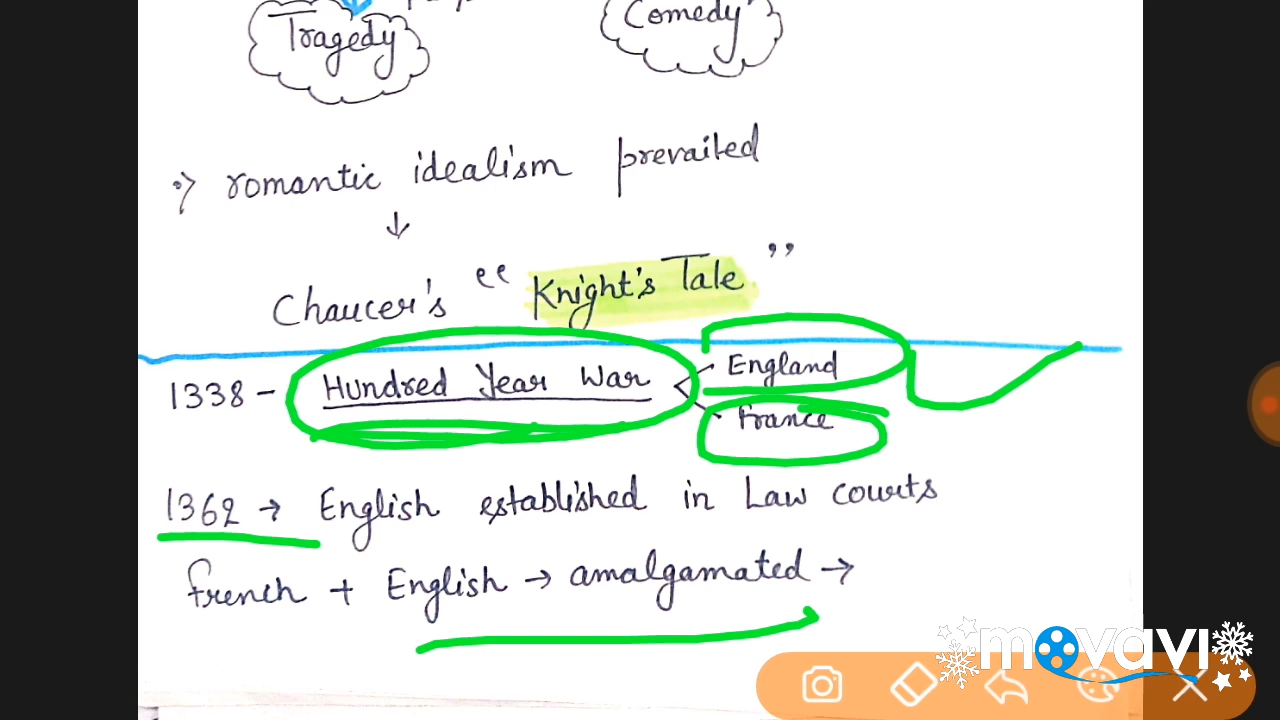 Tragedy Comedy
:) romantic idealism prevailed
↓
Chaucer's "Knight's Tale"
1338 - Hundred Year War < England
France
1362 → English established in Law courts
French + English → amalgamated →
movavi